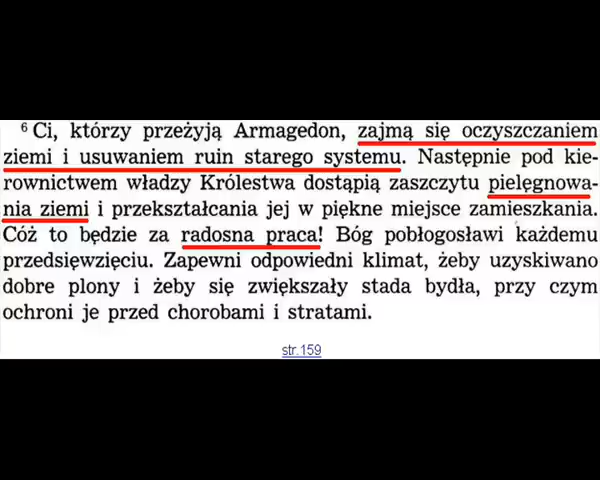 ⁶ Ci, którzy przeżyją Armagedon, zajmą się oczyszczaniem
ziemi i usuwaniem ruin starego systemu. Następnie pod kie-
rownictwem władzy Królestwa dostąpią zaszczytu pielęgnowa-
nia ziemi i przekształcania jej w piękne miejsce zamieszkania.
Cóż to będzie za radosna praca! Bóg pobłogosławi każdemu
przedsięwzięciu. Zapewni odpowiedni klimat, żeby uzyskiwano
dobre plony i żeby się zwiększały stada bydła, przy czym
ochroni je przed chorobami i stratami.
str.159